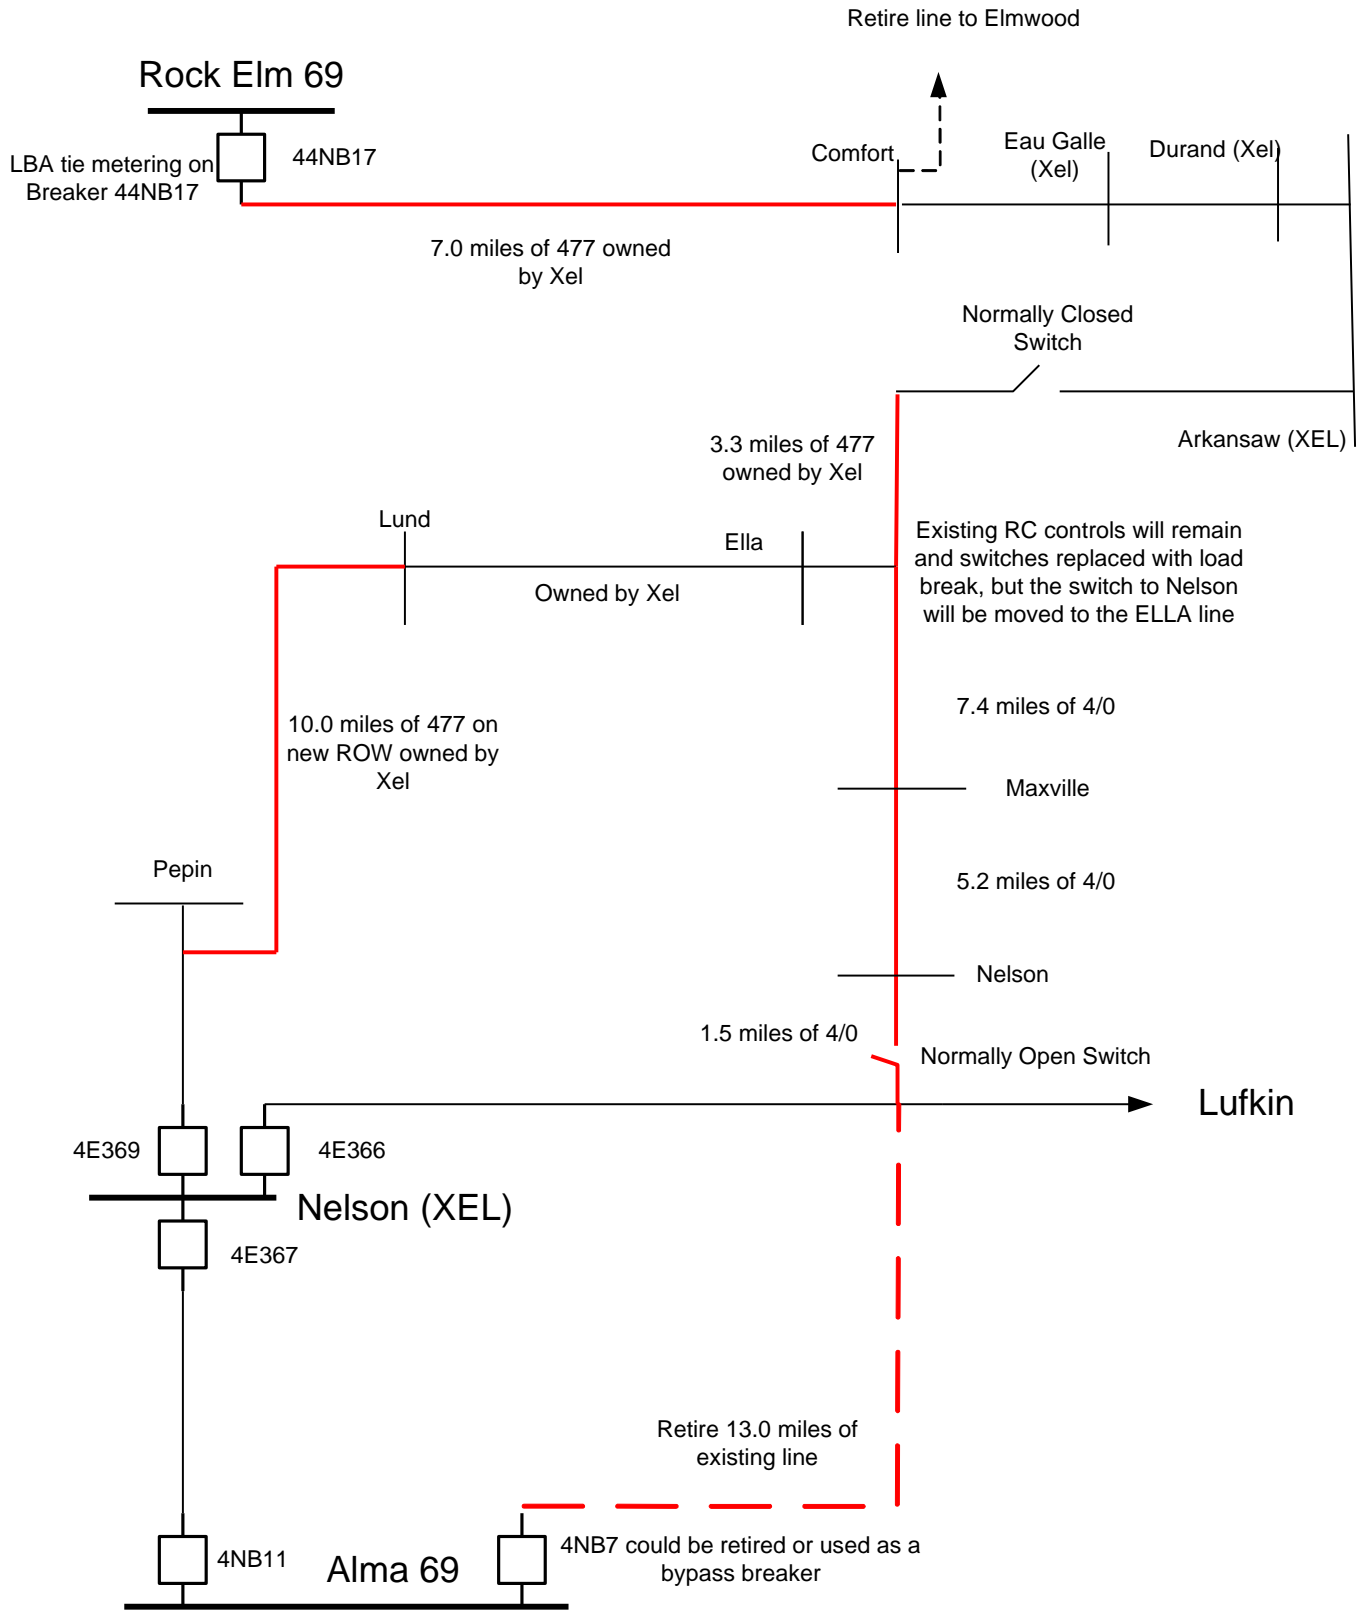 Retire line to Elmwood
Rock Elm 69
LBA tie metering on
Breaker 44NB17
44NB17
Comfort
Eau Galle
(Xel)
Durand (Xel)
7.0 miles of 477 owned
by Xel
Normally Closed
Switch
Arkansaw (XEL)
3.3 miles of 477
owned by Xel
Lund
Ella
Owned by Xel
Existing RC controls will remain
and switches replaced with load
break, but the switch to Nelson
will be moved to the ELLA line
10.0 miles of 477 on
new ROW owned by
Xel
7.4 miles of 4/0
Maxville
Pepin
5.2 miles of 4/0
Nelson
1.5 miles of 4/0
Normally Open Switch
Lufkin
4E369
4E366
Nelson (XEL)
4E367
Retire 13.0 miles of
existing line
4NB11
Alma 69
4NB7 could be retired or used as a
bypass breaker